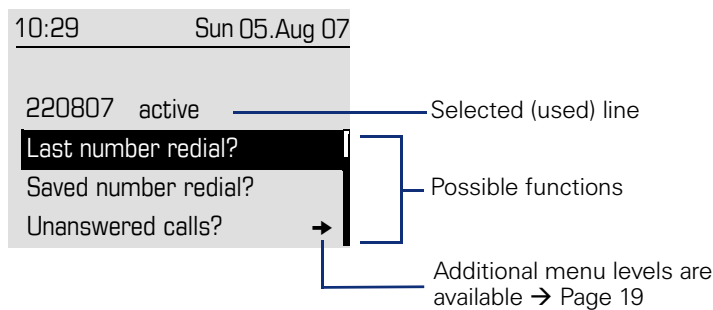 10:29 Sun 05.Aug 07
220807 active
Selected (used) line
Last number redial?
Saved number redial?
Possible functions
Unanswered calls? →
Additional menu levels are
available → Page 19